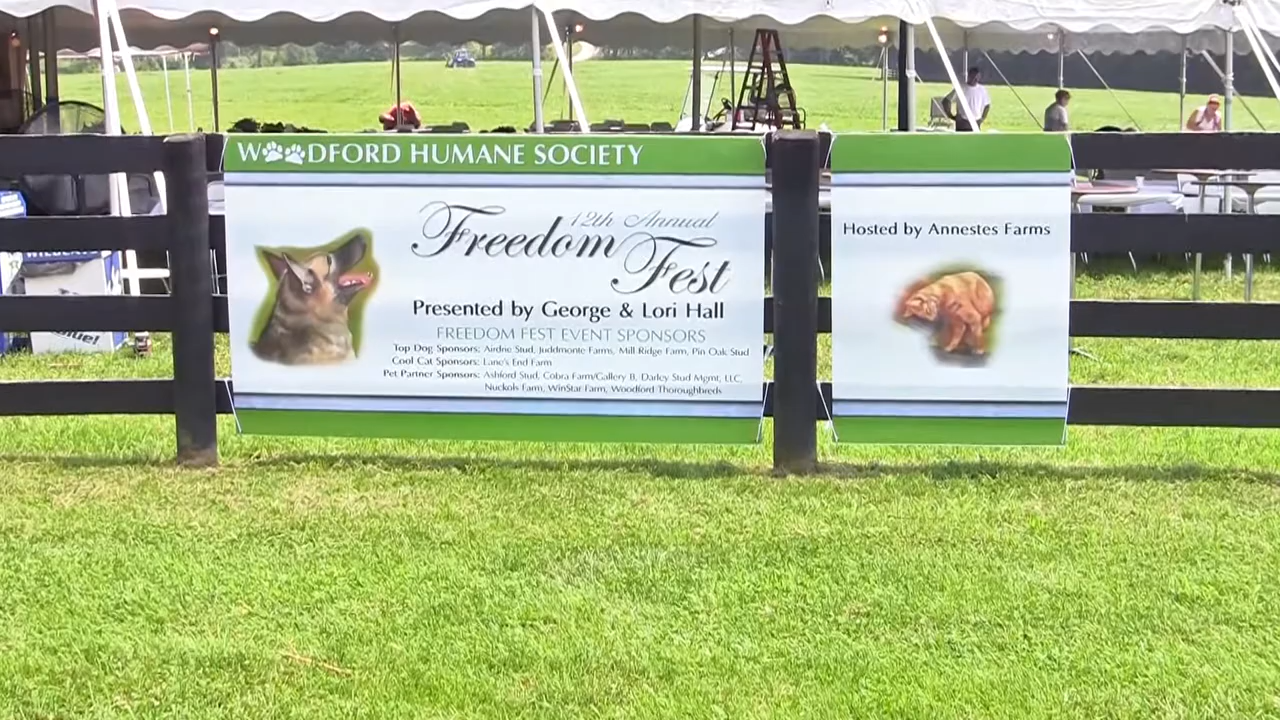 W DFORD HUMANE SOCIETY
12th Annual
Freedom
Fest
Presented by George & Lori Hall
FREEDOM FEST EVENT SPONSORS
Top Dog Sponsors: Airdrie Stud, Juddmonte Farms, Mill Ridge Farm, Pin Oak Stud
Cool Cat Sponsors: Lane's End Farm
Pet Partner Sponsors: Ashford Stud, Cobra Farm/Gallery B, Darley Stud Mgmt, LLC,
Nuckols Farm, WinStar Farm, Woodford Thoroughbreds
Hosted by Annestes Farms
WILDCATS